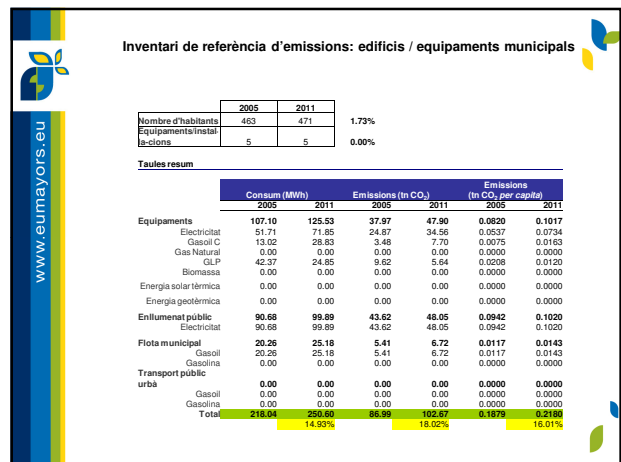 Inventari de referència d'emissions: edificis / equipaments municipals
www.eumayors.eu
2005 2011
Nombre d'habitants 463 471 1.73%
Equipaments/instal·
la-cions 5 5 0.00%
Taules resum
Consum (MWh) Emissions (tn CO2) Emissions
(tn CO2 per capita)
2005 2011 2005 2011 2005 2011
Equipaments 107.10 125.53 37.97 47.90 0.0820 0.1017
Electricitat 51.71 71.85 24.87 34.56 0.0537 0.0734
Gasoil C 13.02 28.83 3.48 7.70 0.0075 0.0163
Gas Natural 0.00 0.00 0.00 0.00 0.0000 0.0000
GLP 42.37 24.85 9.62 5.64 0.0208 0.0120
Biomassa 0.00 0.00 0.00 0.00 0.0000 0.0000
Energia solar tèrmica 0.00 0.00 0.00 0.00 0.0000 0.0000
Energia geotèrmica 0.00 0.00 0.00 0.00 0.0000 0.0000
Enllumenat públic 90.68 99.89 43.62 48.05 0.0942 0.1020
Electricitat 90.68 99.89 43.62 48.05 0.0942 0.1020
Flota municipal 20.26 25.18 5.41 6.72 0.0117 0.0143
Gasoil 20.26 25.18 5.41 6.72 0.0117 0.0143
Gasolina 0.00 0.00 0.00 0.00 0.0000 0.0000
Transport públic
urbà 0.00 0.00 0.00 0.00 0.0000 0.0000
Gasoil 0.00 0.00 0.00 0.00 0.0000 0.0000
Gasolina 0.00 0.00 0.00 0.00 0.0000 0.0000
Total 218.04 250.60 86.99 102.67 0.1879 0.2180
14.93% 18.02% 16.01%